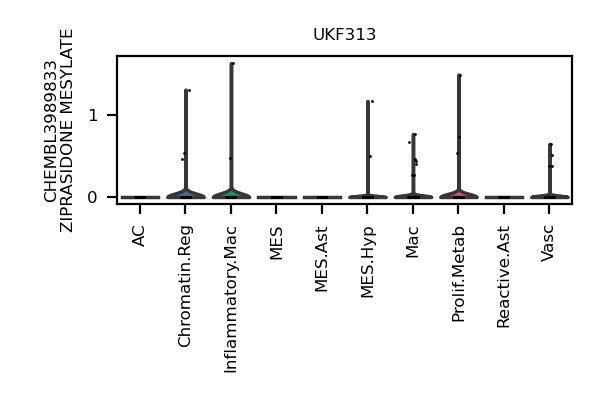 UKF313
CHEMBL3989833
ZIPRASIDONE MESYLATE
1
0
AC
Chromatin.Reg
Inflammatory.Mac
MES
MES.Ast
MES.Hyp
Mac
Prolif.Metab
Reactive.Ast
Vasc